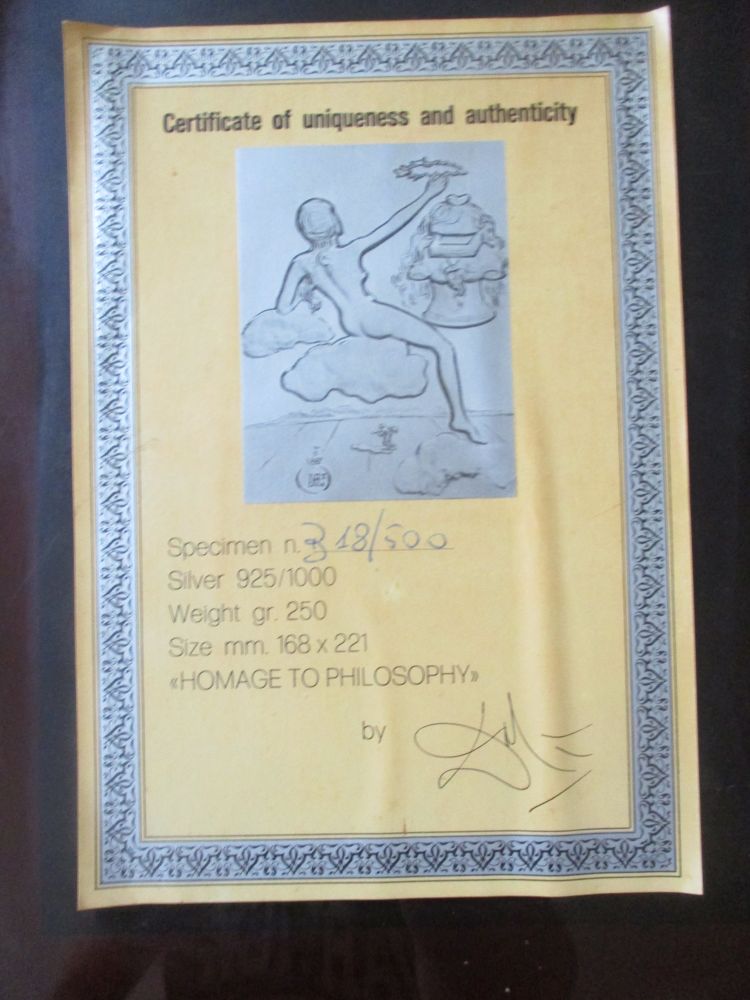 Certificate of uniqueness and authenticity
Specimen n. 318/500
Silver 925/1000
Weight gr. 250
Size mm. 168 x 221
«HOMAGE TO PHILOSOPHY»
by Dalí